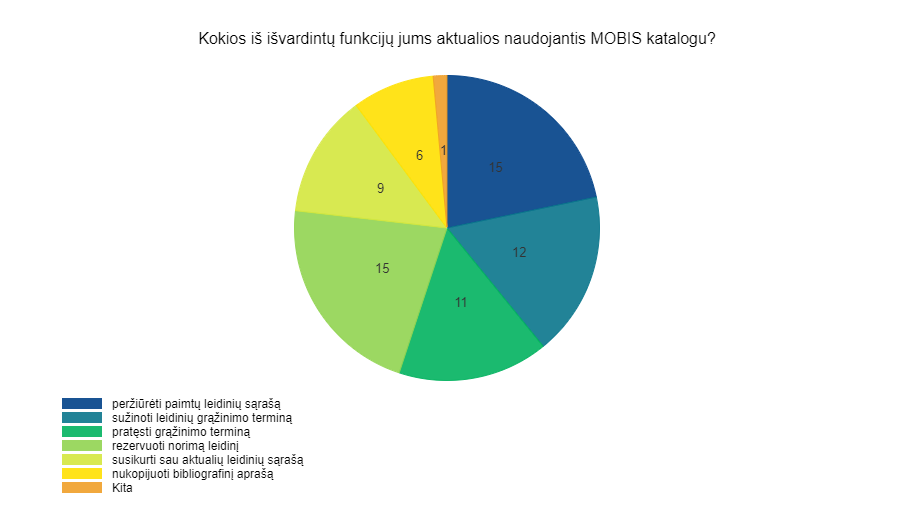 Kokios iš išvardintų funkcijų jums aktualios naudojantis MOBIS katalogu?
1
6
15
9
12
15
11
peržiūrėti paimtų leidinių sąrašą
sužinoti leidinių grąžinimo terminą
pratęsti grąžinimo terminą
rezervuoti norimą leidinį
susikurti sau aktualių leidinių sąrašą
nukopijuoti bibliografinį aprašą
Kita